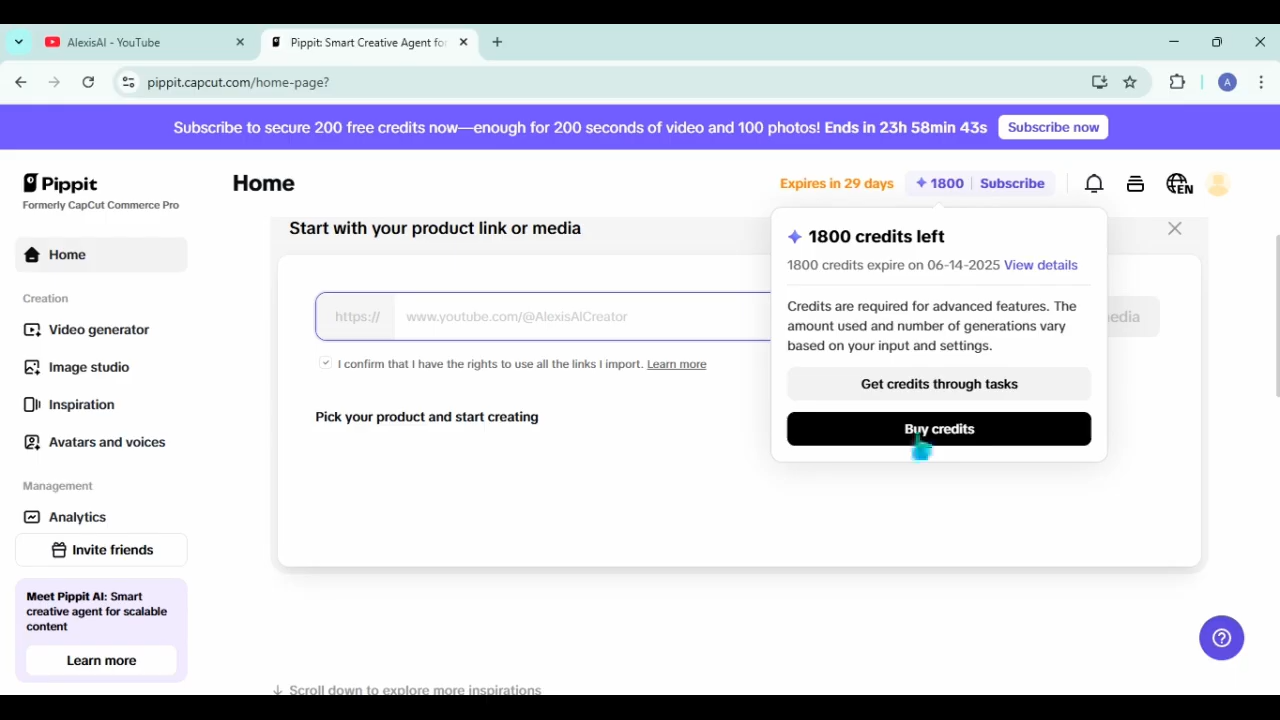 AlexisAI - YouTube
Pippit: Smart Creative Agent for
pippit.capcut.com/home-page?
A
Subscribe to secure 200 free credits now—enough for 200 seconds of video and 100 photos! Ends in 23h 58min 43s
Subscribe now
Pippit
Formerly CapCut Commerce Pro
Home
Expires in 29 days
1800
Subscribe
EN
Home
Creation
Video generator
Image studio
Inspiration
Avatars and voices
Management
Analytics
Invite friends
Meet Pippit AI: Smart
creative agent for scalable
content
Learn more
Start with your product link or media
https://
www.youtube.com/@AlexisAICreator
edia
I confirm that I have the rights to use all the links I import. Learn more
Pick your product and start creating
1800 credits left
1800 credits expire on 06-14-2025 View details
Credits are required for advanced features. The
amount used and number of generations vary
based on your input and settings.
Get credits through tasks
Buy credits
Scroll down to explore more inspirations